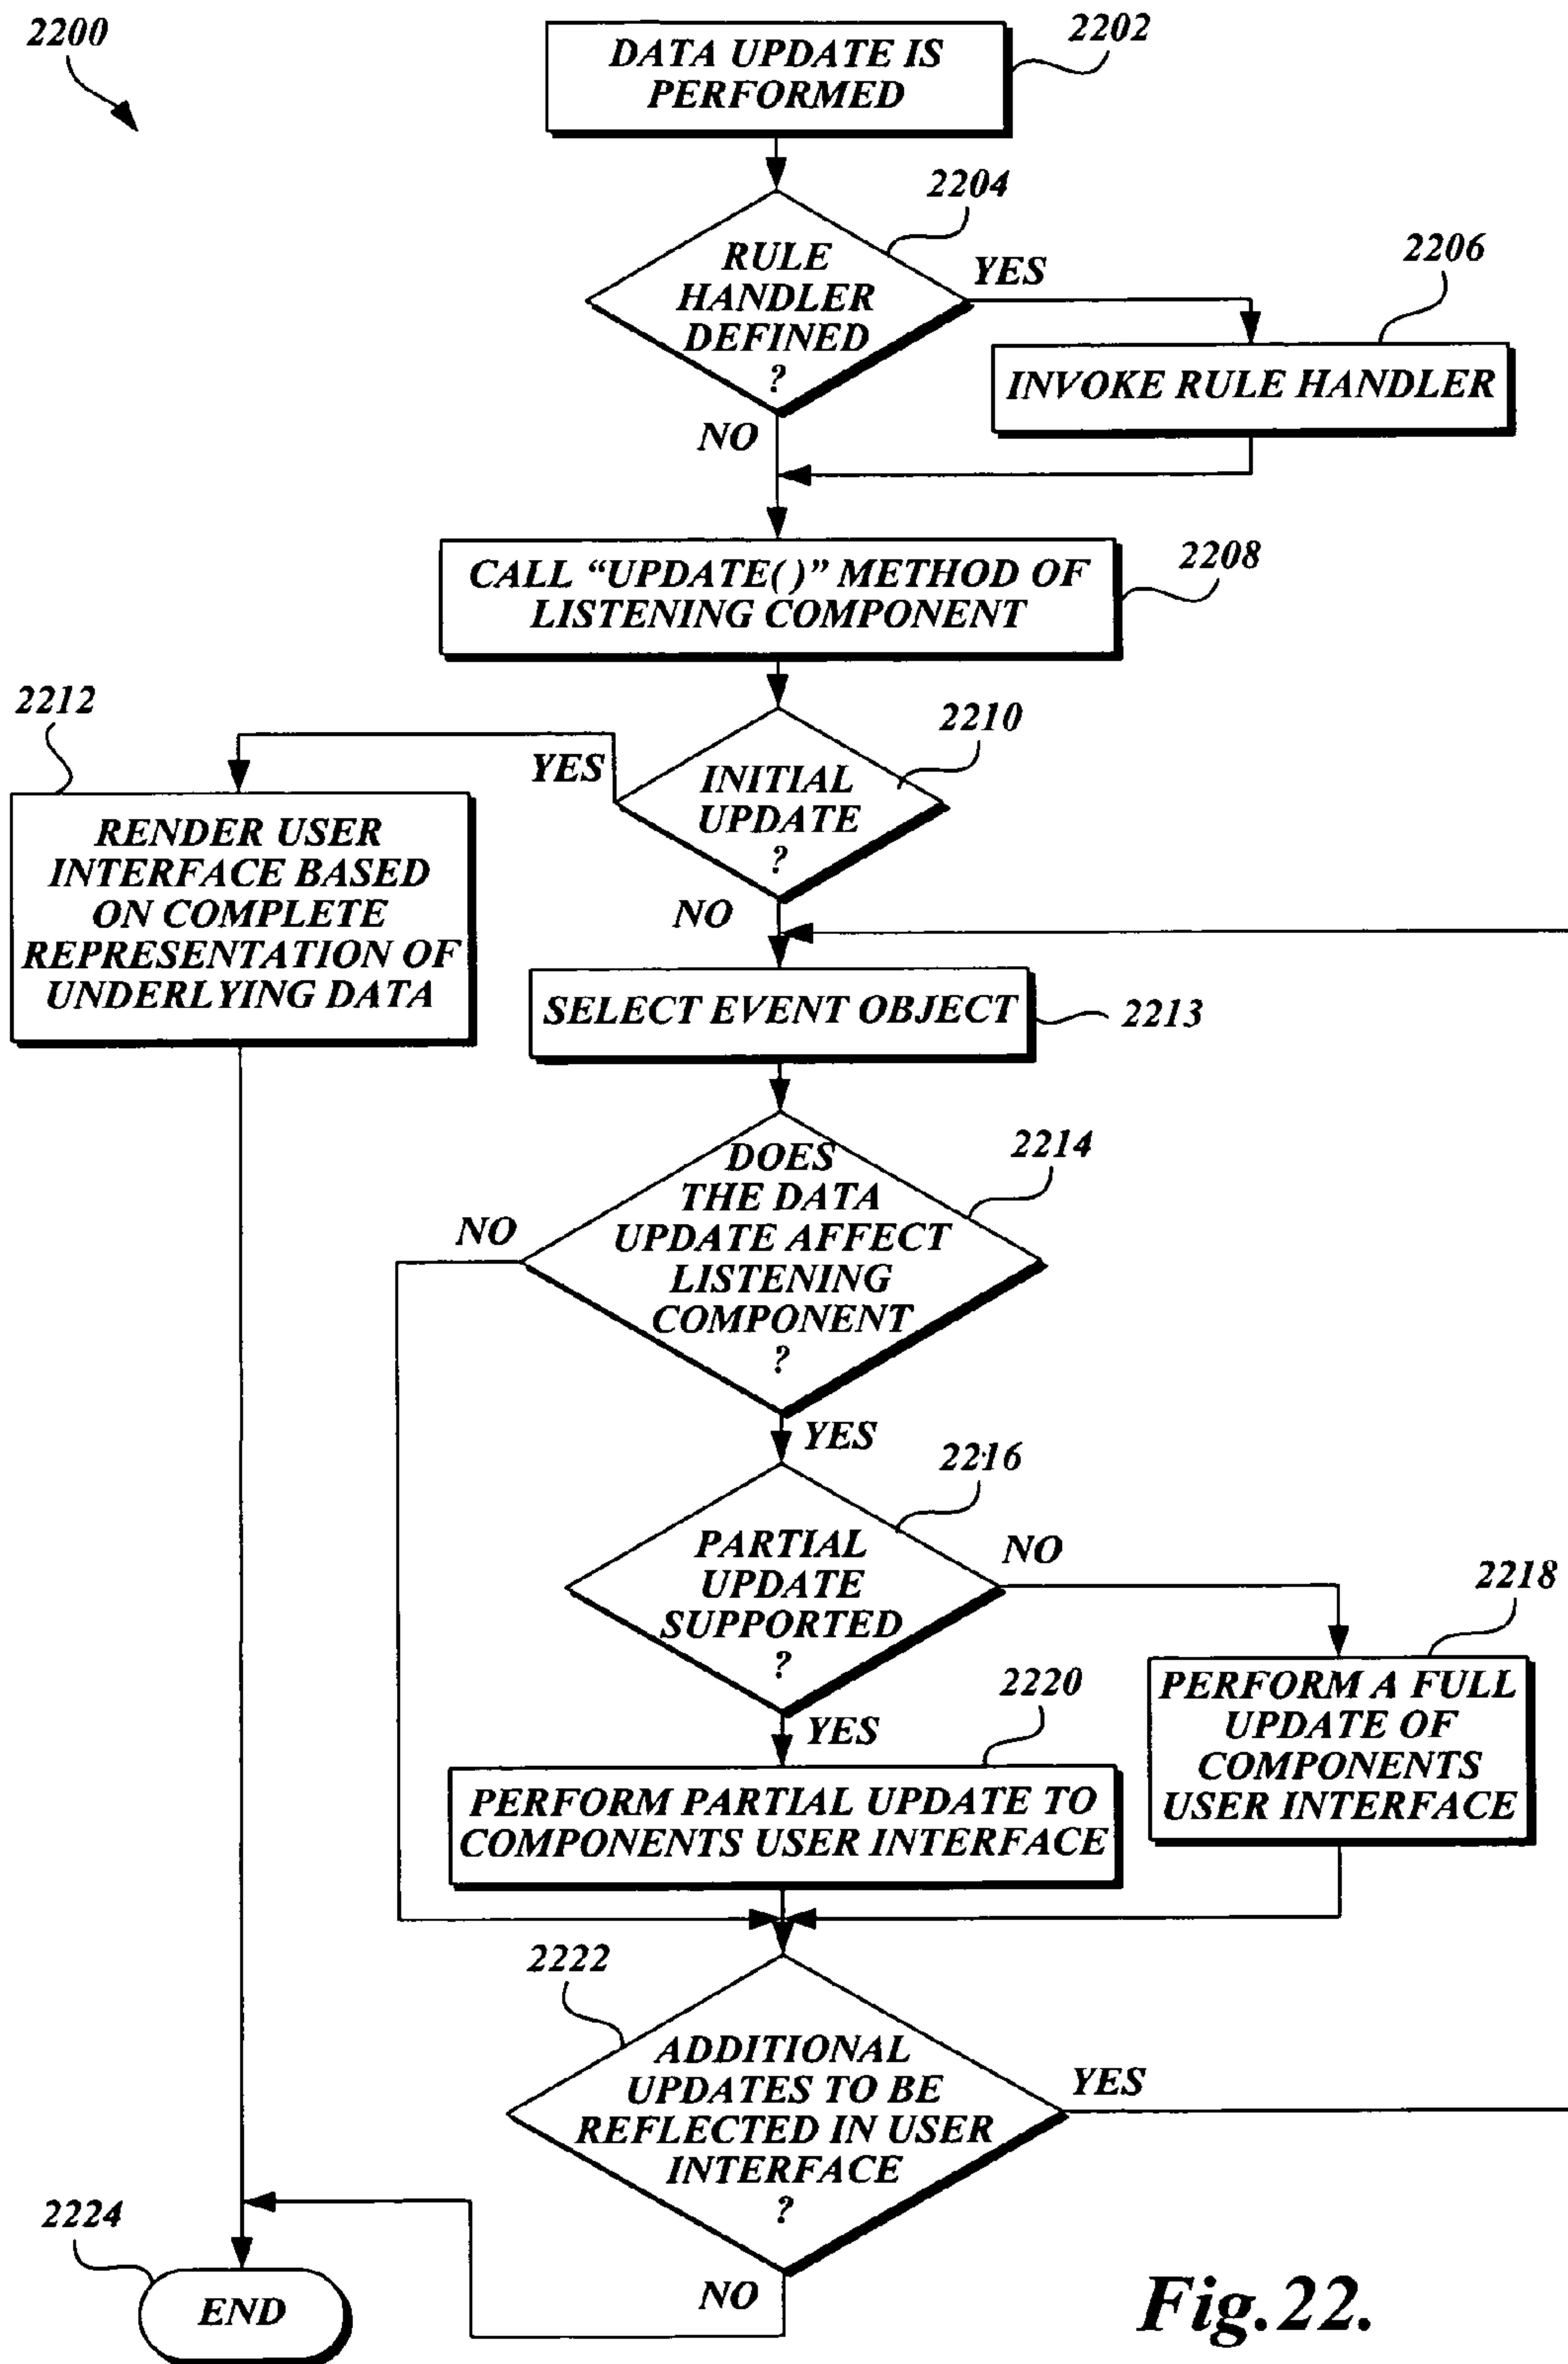 2200
DATA UPDATE IS
PERFORMED
2202
2204
RULE
HANDLER
DEFINED
?
YES
NO
2206
INVOKE RULE HANDLER
CALL “UPDATE( )” METHOD OF
LISTENING COMPONENT
2208
2210
INITIAL
UPDATE
?
YES
NO
2212
RENDER USER
INTERFACE BASED
ON COMPLETE
REPRESENTATION OF
UNDERLYING DATA
SELECT EVENT OBJECT
2213
DOES
THE DATA
UPDATE AFFECT
LISTENING
COMPONENT
?
2214
NO
YES
2216
PARTIAL
UPDATE
SUPPORTED
?
NO
YES
2218
PERFORM A FULL
UPDATE OF
COMPONENTS
USER INTERFACE
2220
PERFORM PARTIAL UPDATE TO
COMPONENTS USER INTERFACE
2222
ADDITIONAL
UPDATES TO BE
REFLECTED IN USER
INTERFACE
?
YES
NO
2224
END
Fig.22.